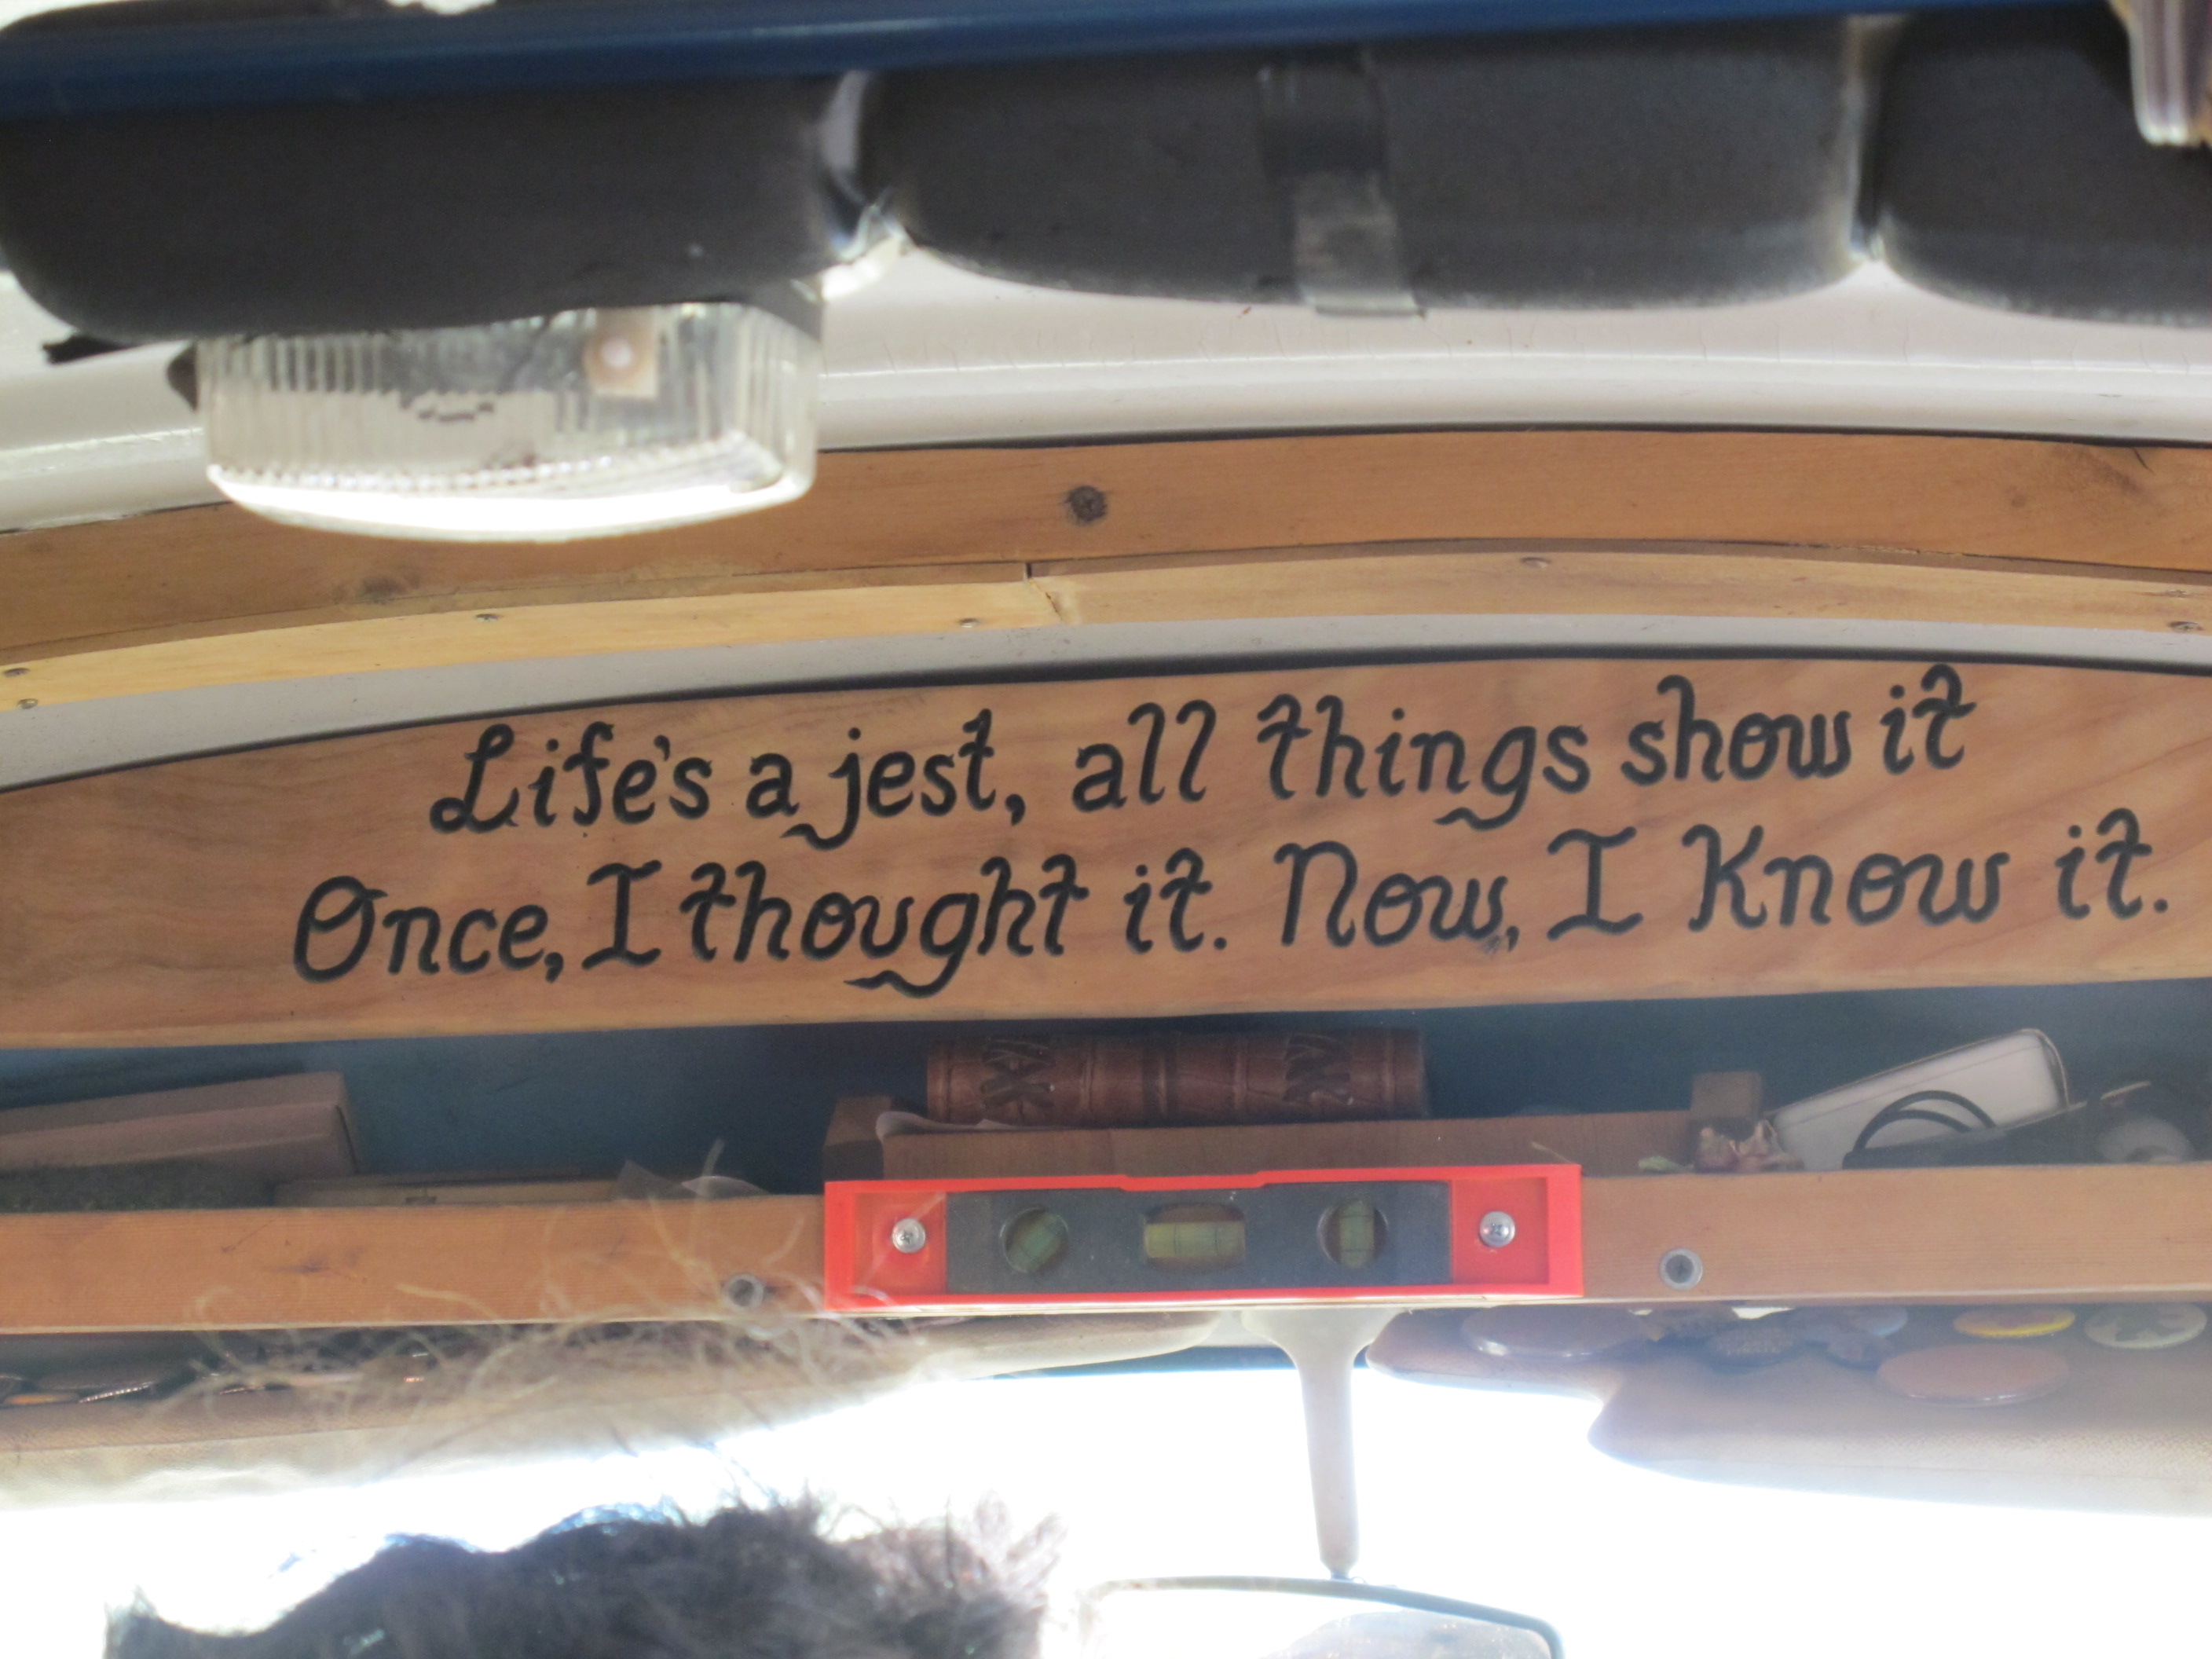 Life's a jest, all things show it
Once, I thought it. Now, I Know it.